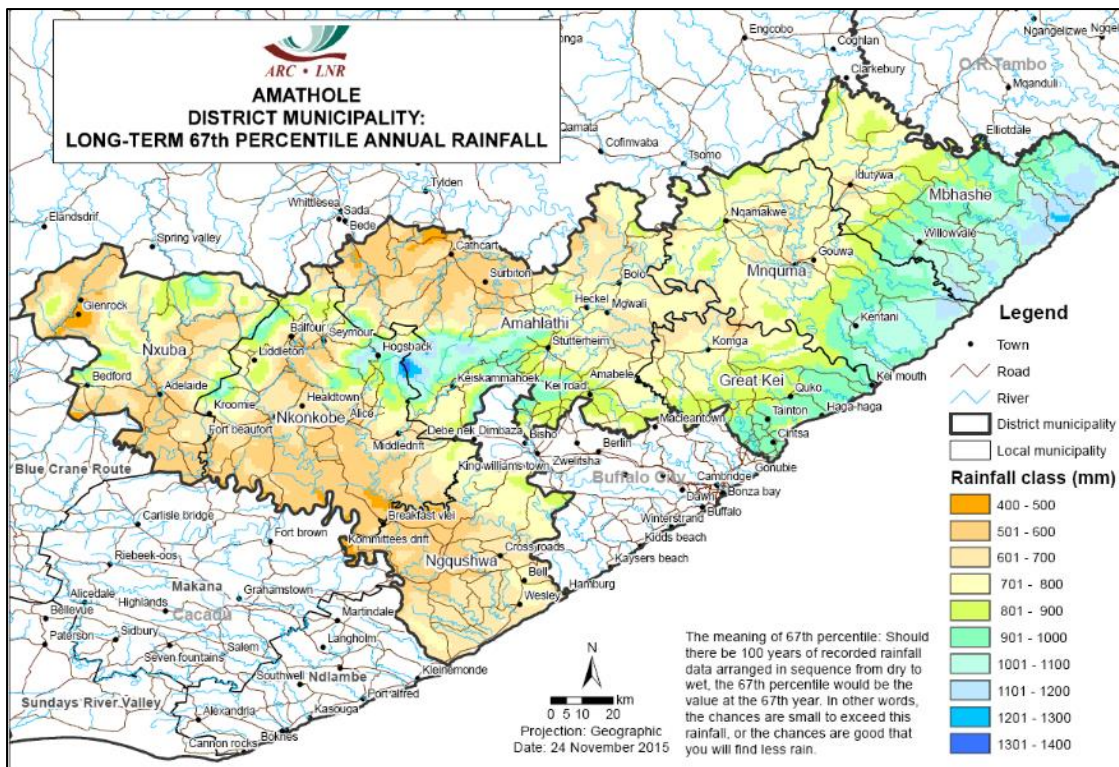 ARC • LNR
AMATHOLE
DISTRICT MUNICIPALITY:
LONG-TERM 67th PERCENTILE ANNUAL RAINFALL
Engcobo
Coghlan
Ngangelizwe
Clarkebury
O.R.Tambo
Mqanduli
Qamata
Cofimvaba
Tsomo
Elliotdale
Tylden
Idutywa
Mbhashe
Whittlesea
Sada
Bede
Elandsdrif
Spring valley
Cathcart
Nqamakwe
Willowvale
Surbiton
Gouwa
Bolo
Mnquma
Glenrock
Heckel
Mgwali
Kentani
Balfour
Seymour
Amahlathi
Nxuba
Hogsback
Stutterheim
Komga
Liddleton
Bedford
Adelaide
Keiskammahoek
Amabele
Great Kei
Kei mouth
Healdtown
Kei road
Quko
Kroomie
Nkonkobe
Alice
Haga-haga
Fort beaufort
Debe nek
Dimbaza
Macleantown
Tainton
Middledrift
Bisho
Berlin
Cintsa
King williams town
Zwelitsha
Gonubie
Blue Crane Route
Buffalo City
Cambridge
Dawn
Bonza bay
Breakfast vlei
Buffalo
Carlisle bridge
Winterstrand
Fort brown
Kommittees drift
Kidds beach
Crossroads
Kaysers beach
Riebeek-oos
Ngqushwa
Bell
Makana
Hamburg
Alicedale
Grahamstown
Wesley
Bellevue
Highlands
Cacadu
Martindale
Paterson
Sidbury
Salem
Langholm
Seven fountains
Kleinemonde
Southwell
Ndlambe
Sundays River Valley
Port alfred
Alexandria
Kasouga
Boknes
Cannon rocks
N
0 5 10 20
km
Projection: Geographic
Date: 24 November 2015
The meaning of 67th percentile: Should
there be 100 years of recorded rainfall
data arranged in sequence from dry to
wet, the 67th percentile would be the
value at the 67th year. In other words,
the chances are small to exceed this
rainfall, or the chances are good that
you will find less rain.
Legend
Town
Road
River
District municipality
Local municipality
Rainfall class (mm)
400 - 500
501 - 600
601 - 700
701 - 800
801 - 900
901 - 1000
1001 - 1100
1101 - 1200
1201 - 1300
1301 - 1400